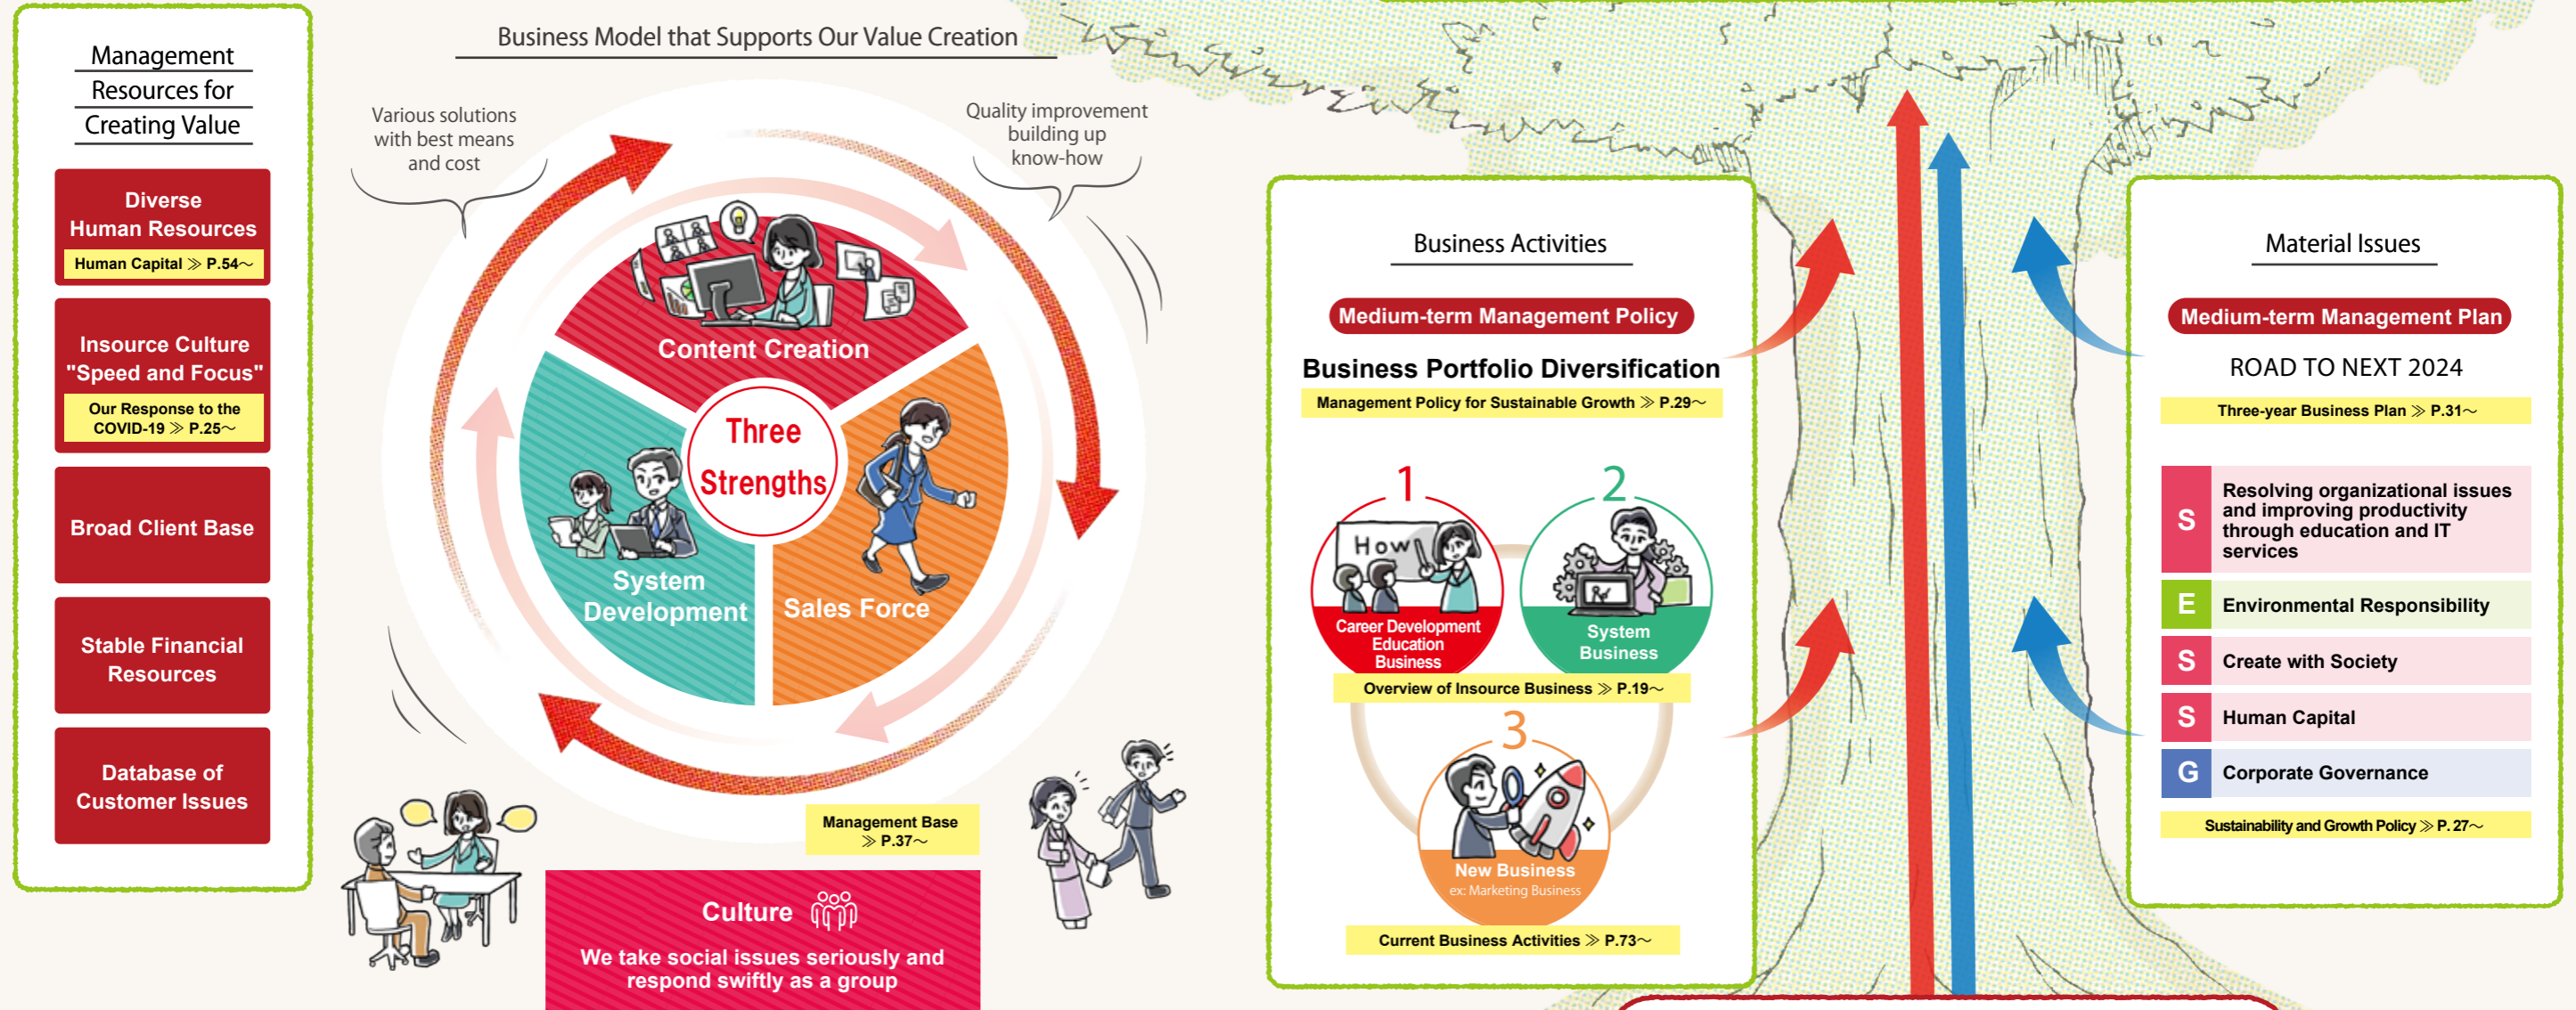 Management
Resources for
Creating Value
Diverse
Human Resources
Human Capital ≫ P.54～
Insource Culture
"Speed and Focus"
Our Response to the
COVID-19 ≫ P.25～
Broad Client Base
Stable Financial
Resources
Database of
Customer Issues
Business Model that Supports Our Value Creation
Various solutions
with best means
and cost
Quality improvement
building up
know-how
Content Creation
Three
Strengths
System
Development
Sales Force
Management Base
≫ P.37～
Culture
We take social issues seriously and
respond swiftly as a group
Business Activities
Medium-term Management Policy
Business Portfolio Diversification
Management Policy for Sustainable Growth ≫ P.29～
1
How
Career Development
Education
Business
2
System
Business
Overview of Insource Business ≫ P.19～
3
New Business
ex: Marketing Business
Current Business Activities ≫ P.73～
Material Issues
Medium-term Management Plan
ROAD TO NEXT 2024
Three-year Business Plan ≫ P.31～
S
Resolving organizational issues
and improving productivity
through education and IT
services
E
Environmental Responsibility
S
Create with Society
S
Human Capital
G
Corporate Governance
Sustainability and Growth Policy ≫ P. 27～